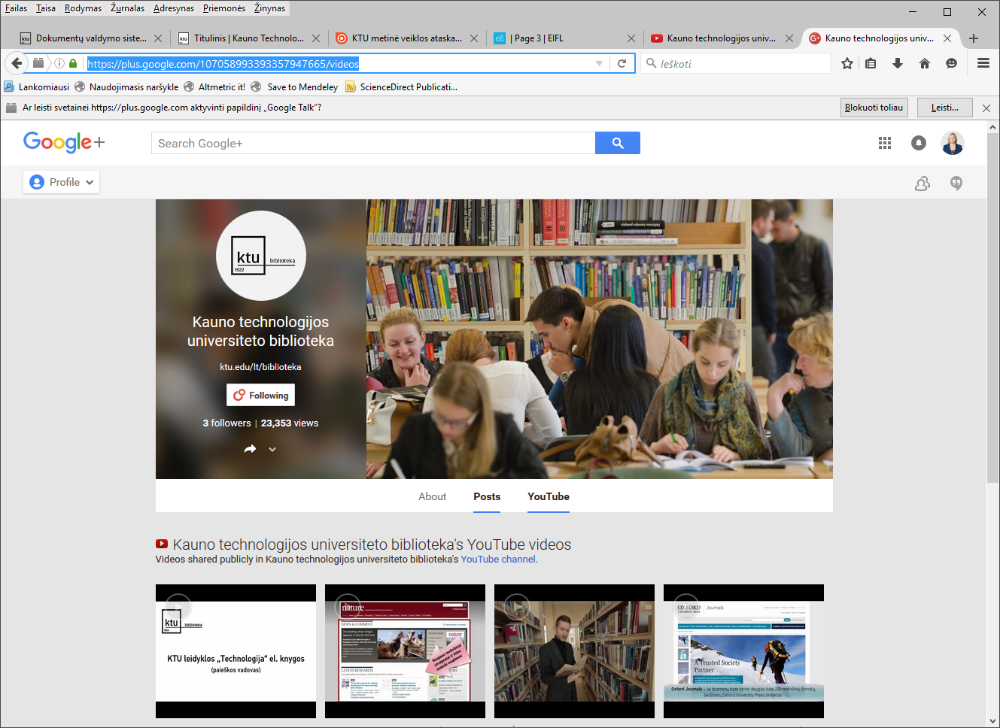 Failas Taisa Rodymas Žurnalas Adresynas Priemonės Žinynas
Dokumentų valdymo siste... Titulinis | Kauno Technolo... KTU metinė veiklos ataska... | Page 3 | EIFL Kauno technologijos univ... Kauno technologijos univ...
https://plus.google.com/107058993393357947665/videos Ieškoti
Lankomiausi Naudojimasis naršykle Altmetric it! Save to Mendeley ScienceDirect Publicati...
Ar leisti svetainei https://plus.google.com aktyvinti papildinį „Google Talk“? Blokuoti toliau Leisti...
Google+ Search Google+
Profile
ktu
1922
biblioteka
Kauno technologijos
universiteto biblioteka
ktu.edu/lt/biblioteka
Following
3 followers | 23,353 views
About Posts YouTube
Kauno technologijos universiteto biblioteka's YouTube videos
Videos shared publicly in Kauno technologijos universiteto biblioteka's YouTube channel.
ktu
biblioteka
KTU leidyklos „Technologija“ el. knygos
(paieškos vadovas)
nature
NEWS & COMMENT
LATEST RESEARCH
OXFORD Journals
A Trusted Society
Partner
Oxford Journals – tai duomenų bazė turinti daugiau kaip 200 mokslinių žurnalų,
leidžiamų Oxford University Press leidyklos.